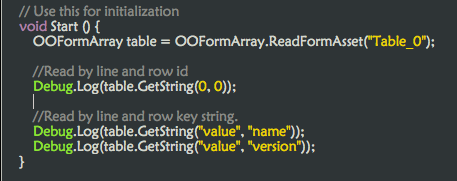 // Use this for initialization
void Start () {
OOFormArray table = OOFormArray.ReadFormAsset("Table_0");
//Read by line and row id
Debug.Log(table.GetString(0, 0));
//Read by line and row key string.
Debug.Log(table.GetString("value", "name"));
Debug.Log(table.GetString("value", "version"));
}